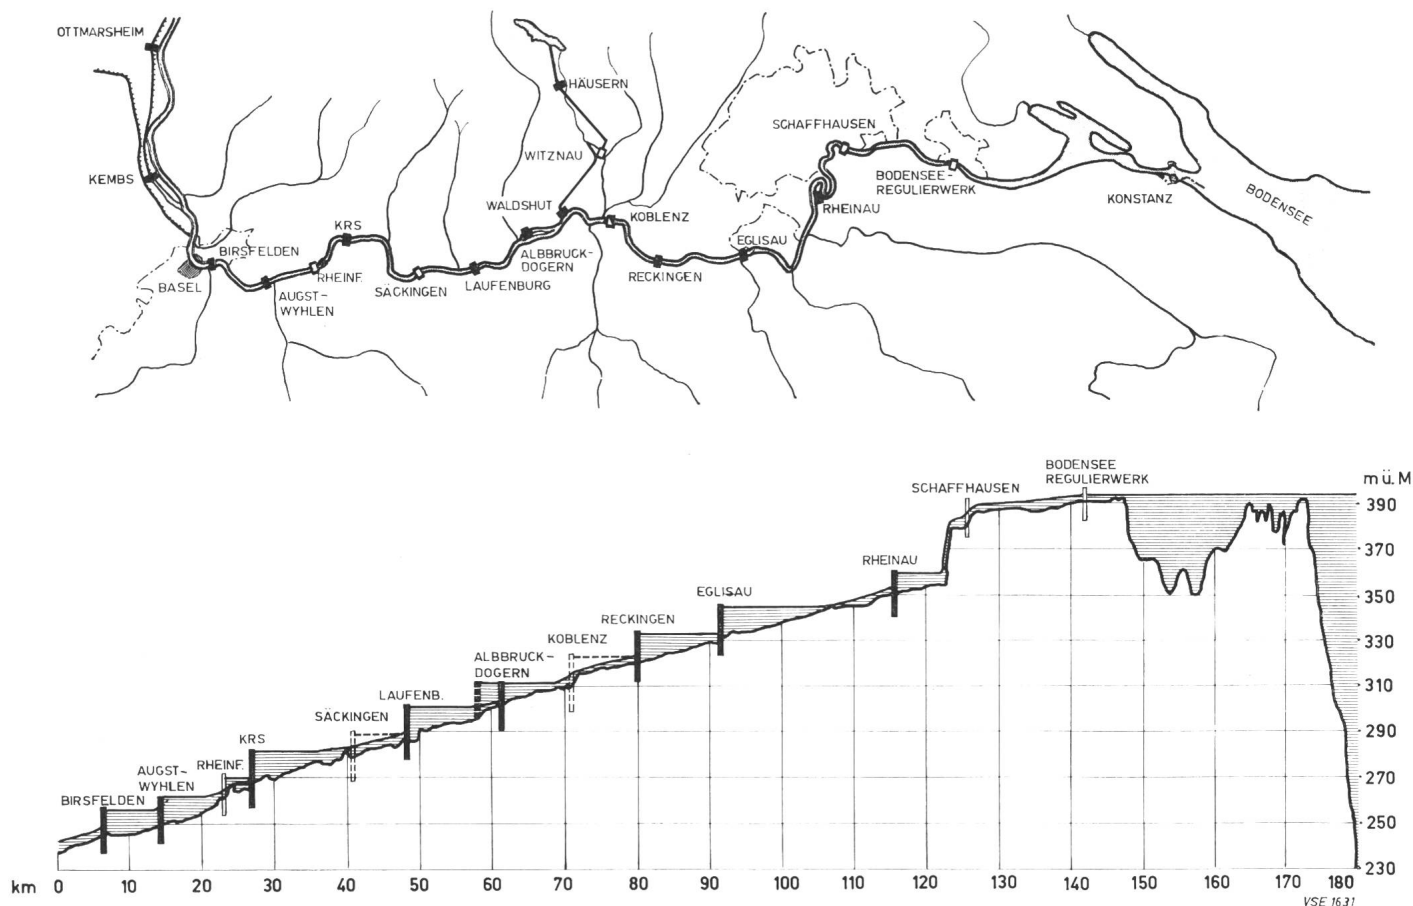 OTTMARSHEIM
HÄUSERN
SCHAFFHAUSEN
WITZNAU
KEMBS
BODENSEE-
REGULIERWERK
KONSTANZ
BODENSEE
WALDSHUT
RHEINAU
KOBLENZ
KRS
BIRSFELDEN
ALBBRUCK-
DOGERN
EGLISAU
RHEINF.
RECKINGEN
BASEL
AUGST-
WYHLEN
SÄCKINGEN
LAUFENBURG
BODENSEE
REGULIERWERK
SCHAFFHAUSEN
m ü. M
390
370
RHEINAU
350
EGLISAU
RECKINGEN
330
KOBLENZ
ALBBRUCK-
DOGERN
310
LAUFENB.
SÄCKINGEN
290
KRS
RHEINF.
AUGST-
WYHLEN
270
BIRSFELDEN
250
230
km 0 10 20 30 40 50 60 70 80 90 100 110 120 130 140 150 160 170 180
VSE 1631